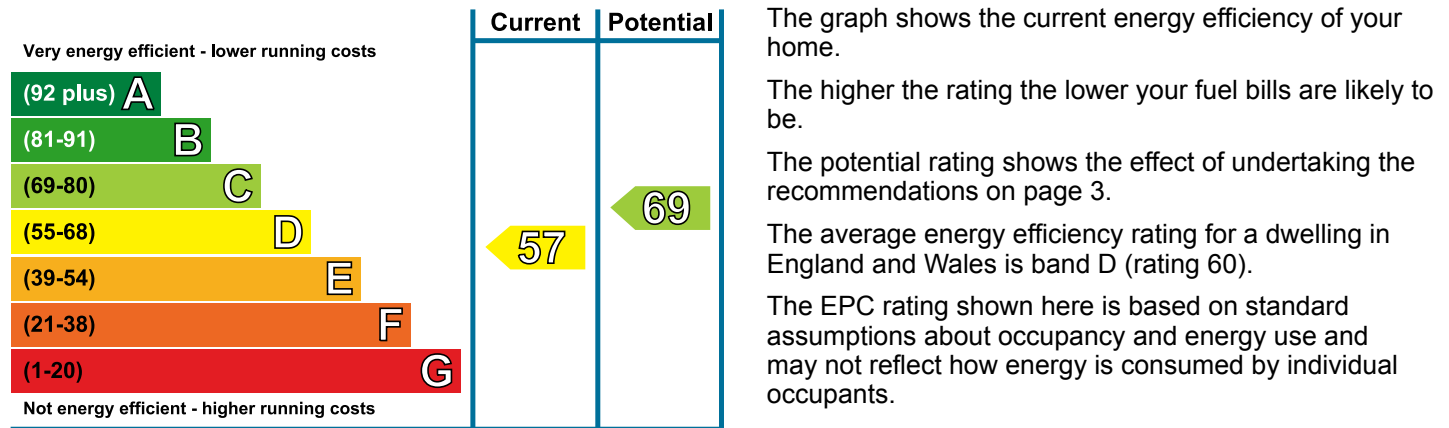 Current Potential
Very energy efficient - lower running costs
(92 plus) A
(81-91) B
(69-80) C
(55-68) D
(39-54) E
(21-38) F
(1-20) G
Not energy efficient - higher running costs
57
69
The graph shows the current energy efficiency of your
home.
The higher the rating the lower your fuel bills are likely to
be.
The potential rating shows the effect of undertaking the
recommendations on page 3.
The average energy efficiency rating for a dwelling in
England and Wales is band D (rating 60).
The EPC rating shown here is based on standard
assumptions about occupancy and energy use and
may not reflect how energy is consumed by individual
occupants.